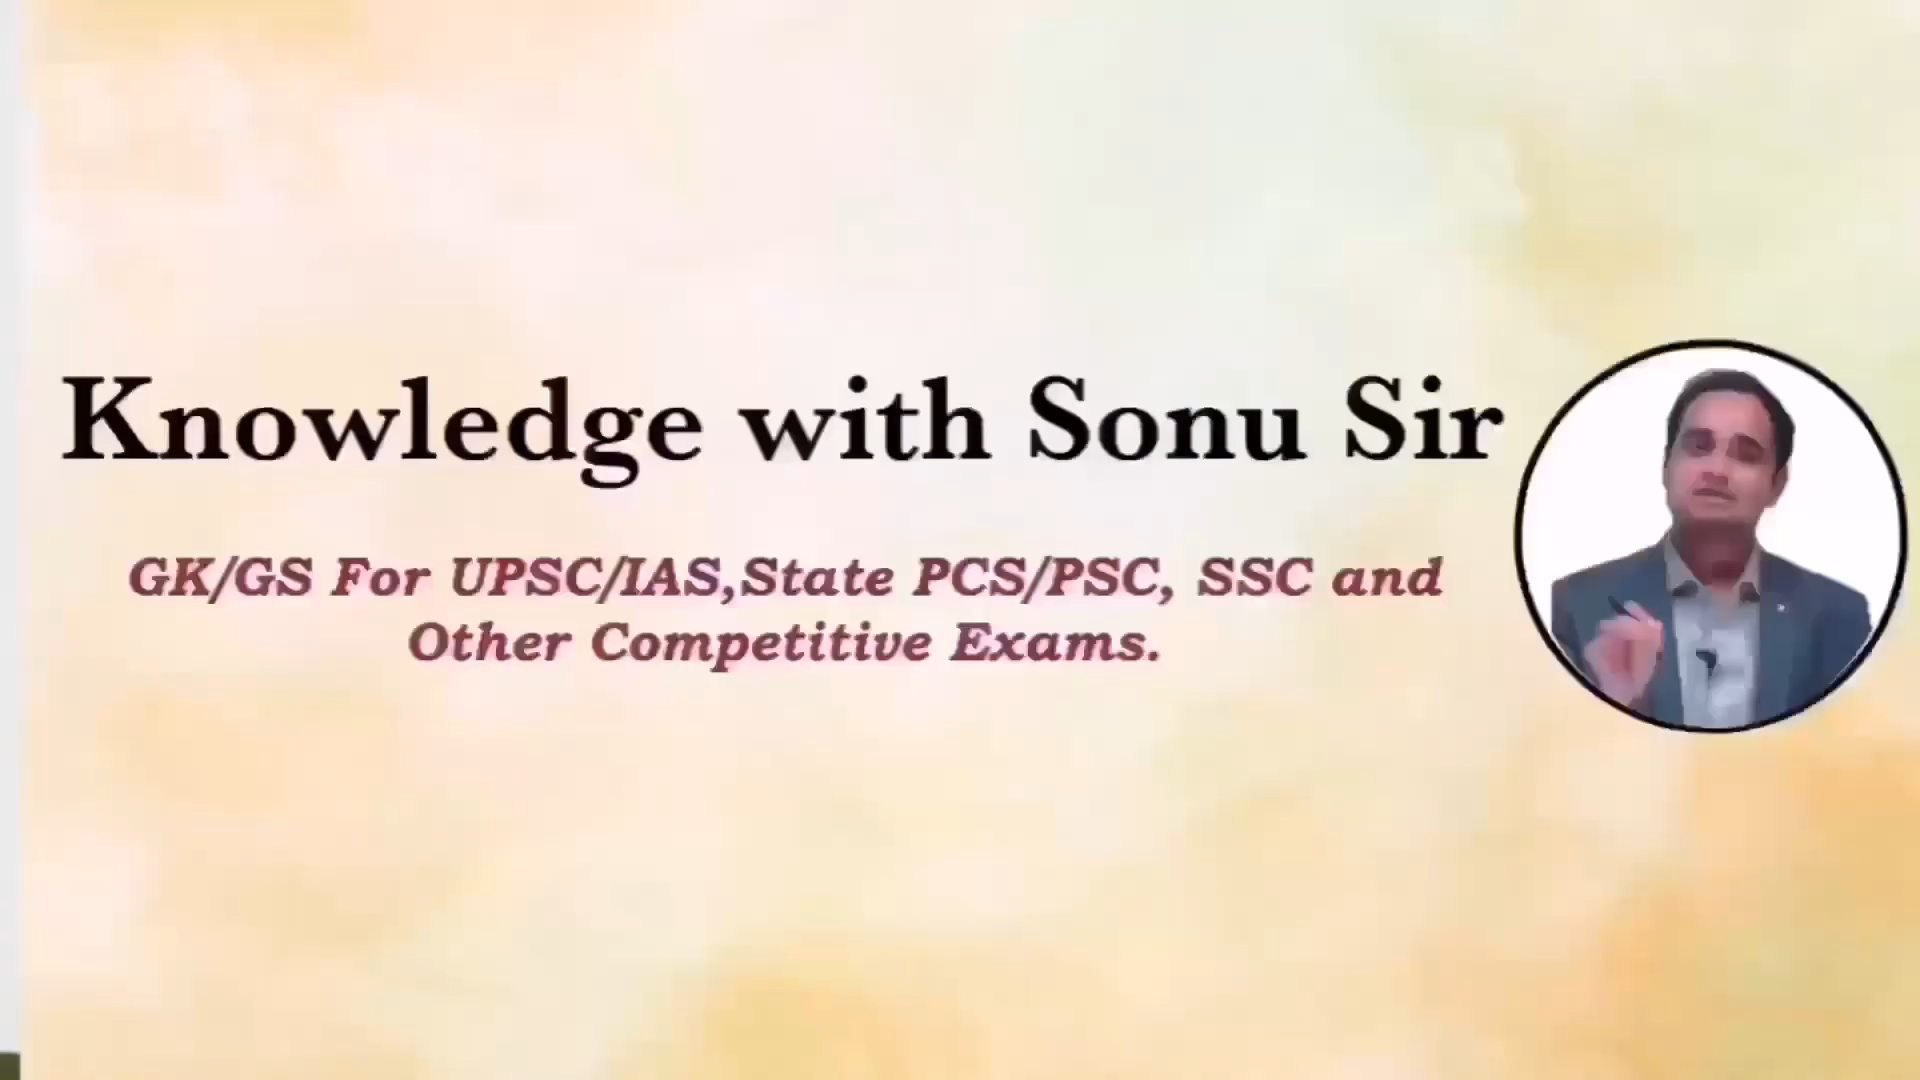 Knowledge with Sonu Sir
GK/GS For UPSC/IAS,State PCS/PSC, SSC and
Other Competitive Exams.